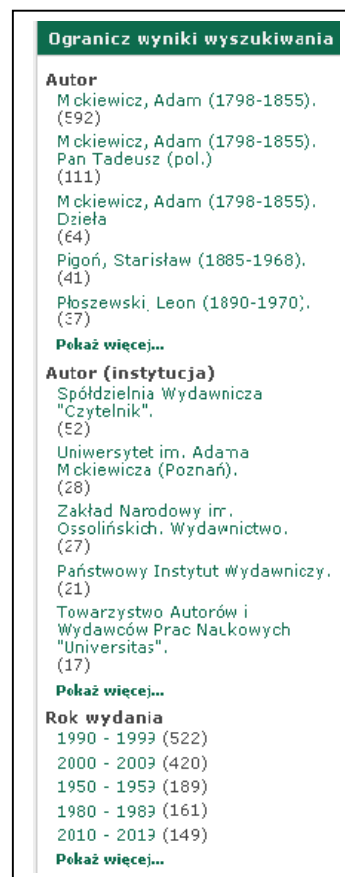 Ogranicz wyniki wyszukiwania
Autor
Mickiewicz, Adam (1798-1855).
(592)
Mickiewicz, Adam (1798-1855).
Pan Tadeusz (pol.)
(111)
Mickiewicz, Adam (1798-1855).
Dzieła
(64)
Pigoń, Stanisław (1885-1968).
(41)
Płoszewski, Leon (1890-1970).
(37)
Pokaż więcej...
Autor (instytucja)
Spółdzielnia Wydawnicza
"Czytelnik".
(52)
Uniwersytet im. Adama
Mickiewicza (Poznań).
(28)
Zakład Narodowy im.
Ossolińskich. Wydawnictwo.
(27)
Państwowy Instytut Wydawniczy.
(21)
Towarzystwo Autorów i
Wydawców Prac Naukowych
"Universitas".
(17)
Pokaż więcej...
Rok wydania
1990 - 1999 (522)
2000 - 2009 (420)
1950 - 1959 (189)
1980 - 1989 (161)
2010 - 2019 (149)
Pokaż więcej...